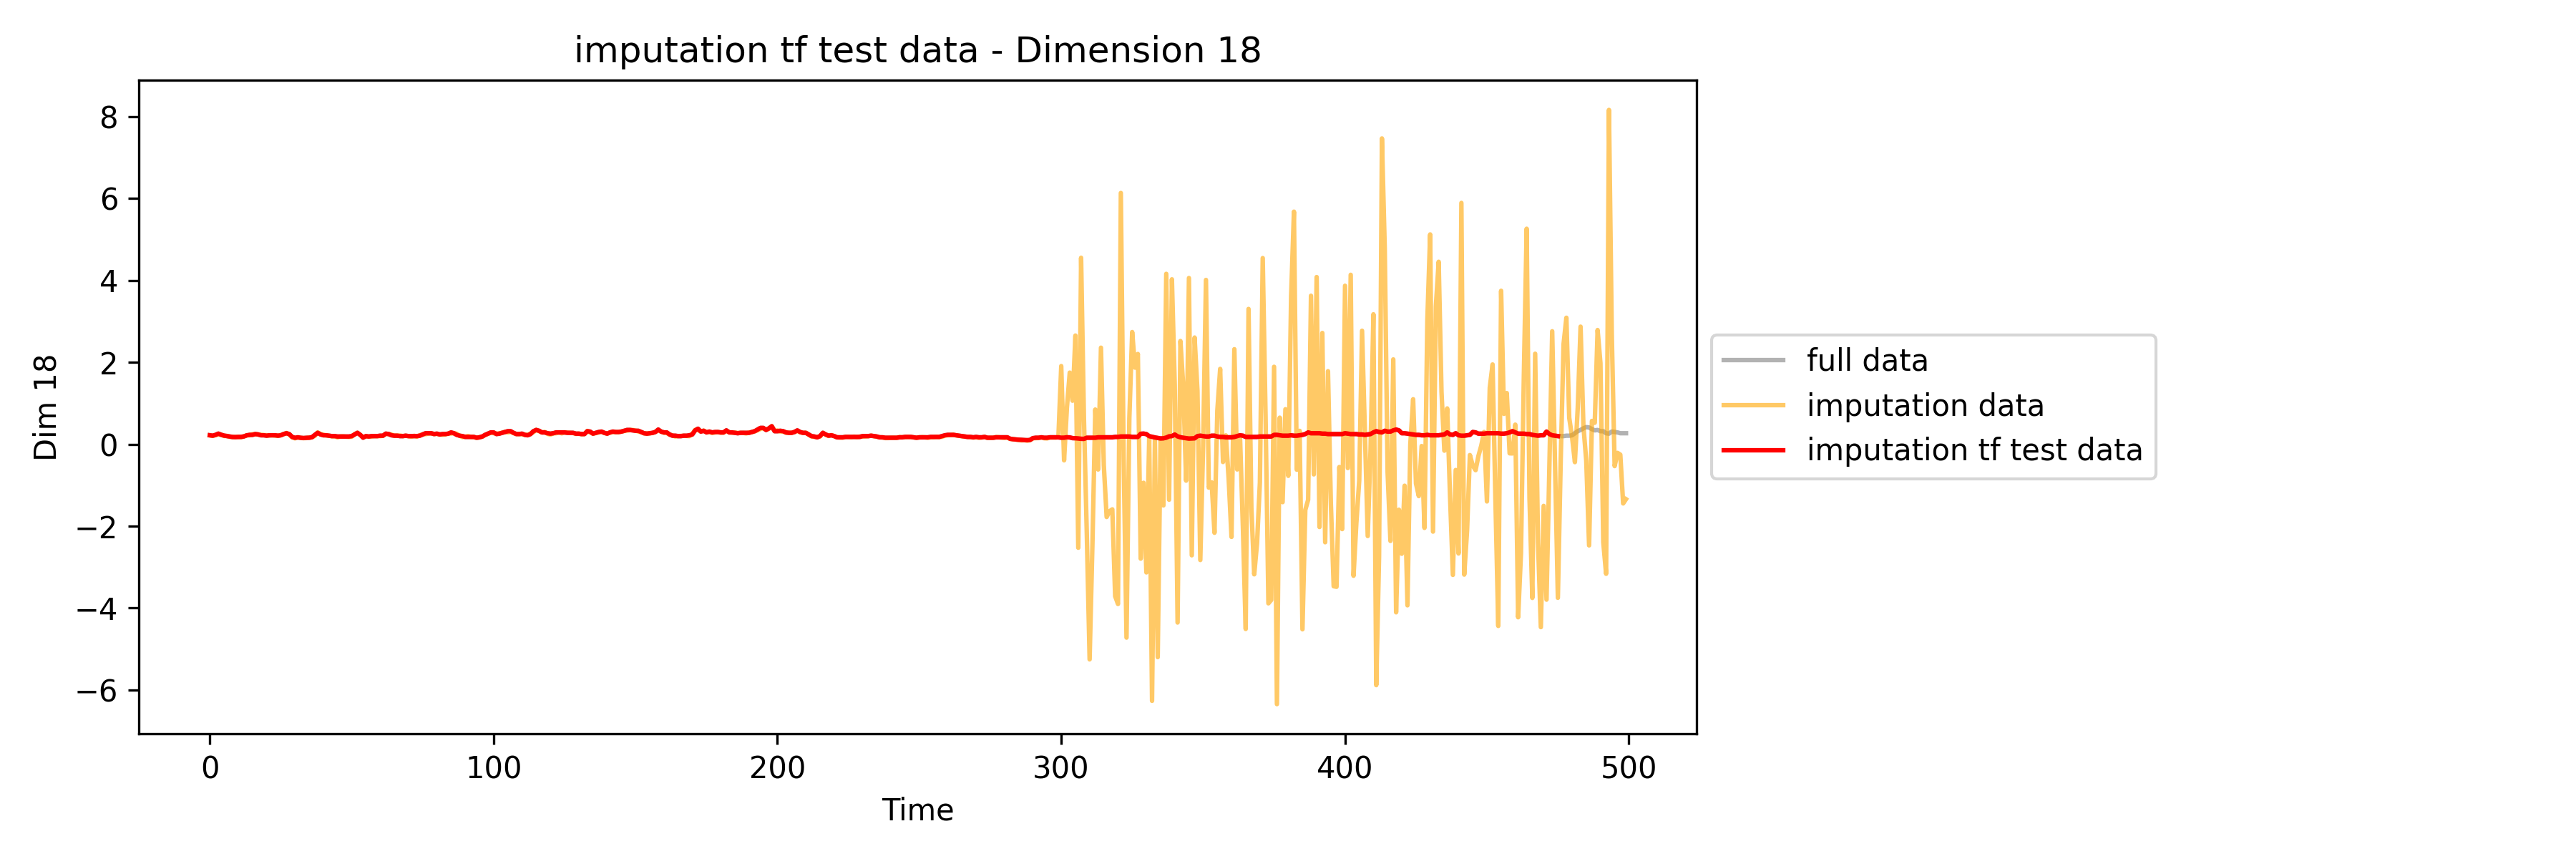 imputation tf test data - Dimension 18
8
6
4
2
0
−2
−4
−6
Dim 18
0 100 200 300 400 500
Time
full data
imputation data
imputation tf test data